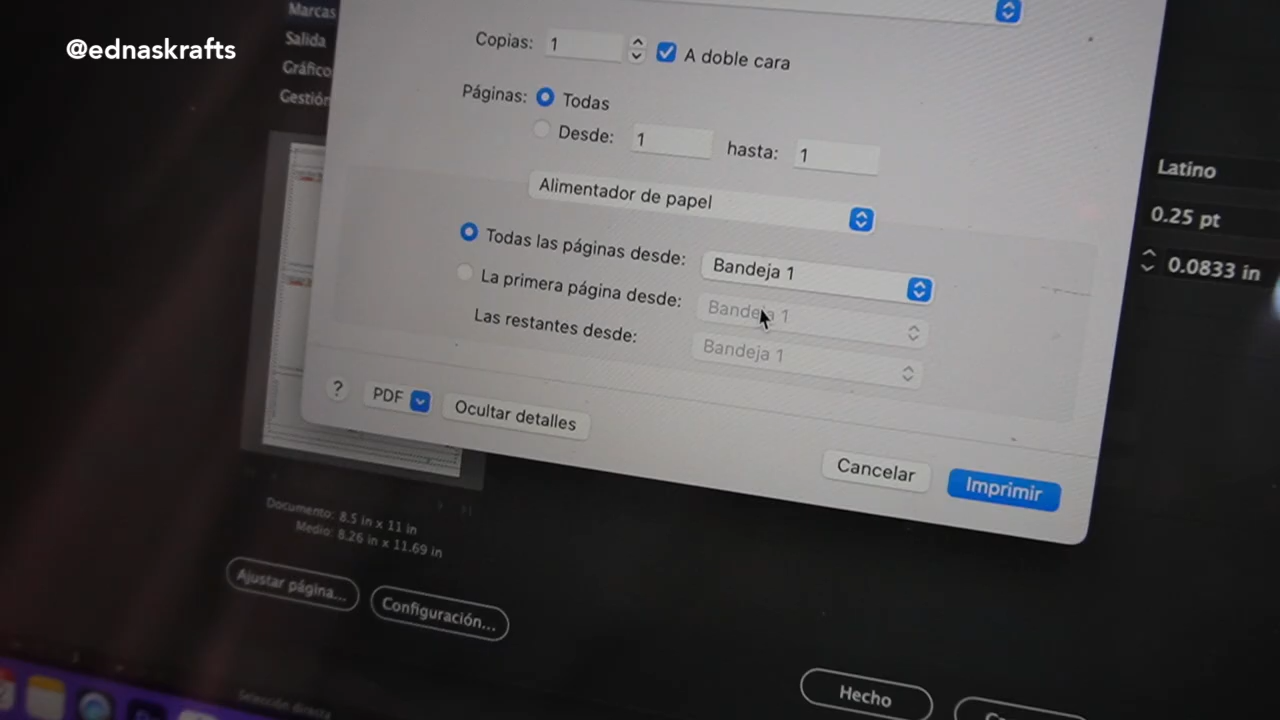 @ednaskrafts
Marcas
Salida
Gráfico
Gestión
Copias: 1 A doble cara
Páginas: Todas
Desde: 1 hasta: 1
Alimentador de papel
Todas las páginas desde: Bandeja 1
La primera página desde: Bandeja 1
Las restantes desde: Bandeja 1
? PDF Ocultar detalles
Cancelar Imprimir
Latino
0.25 pt
0.0833 in
Documento: 8.5 in x 11 in
Medio: 8.26 in x 11.69 in
Ajustar página... Configuración...
Hecho
Selección directa